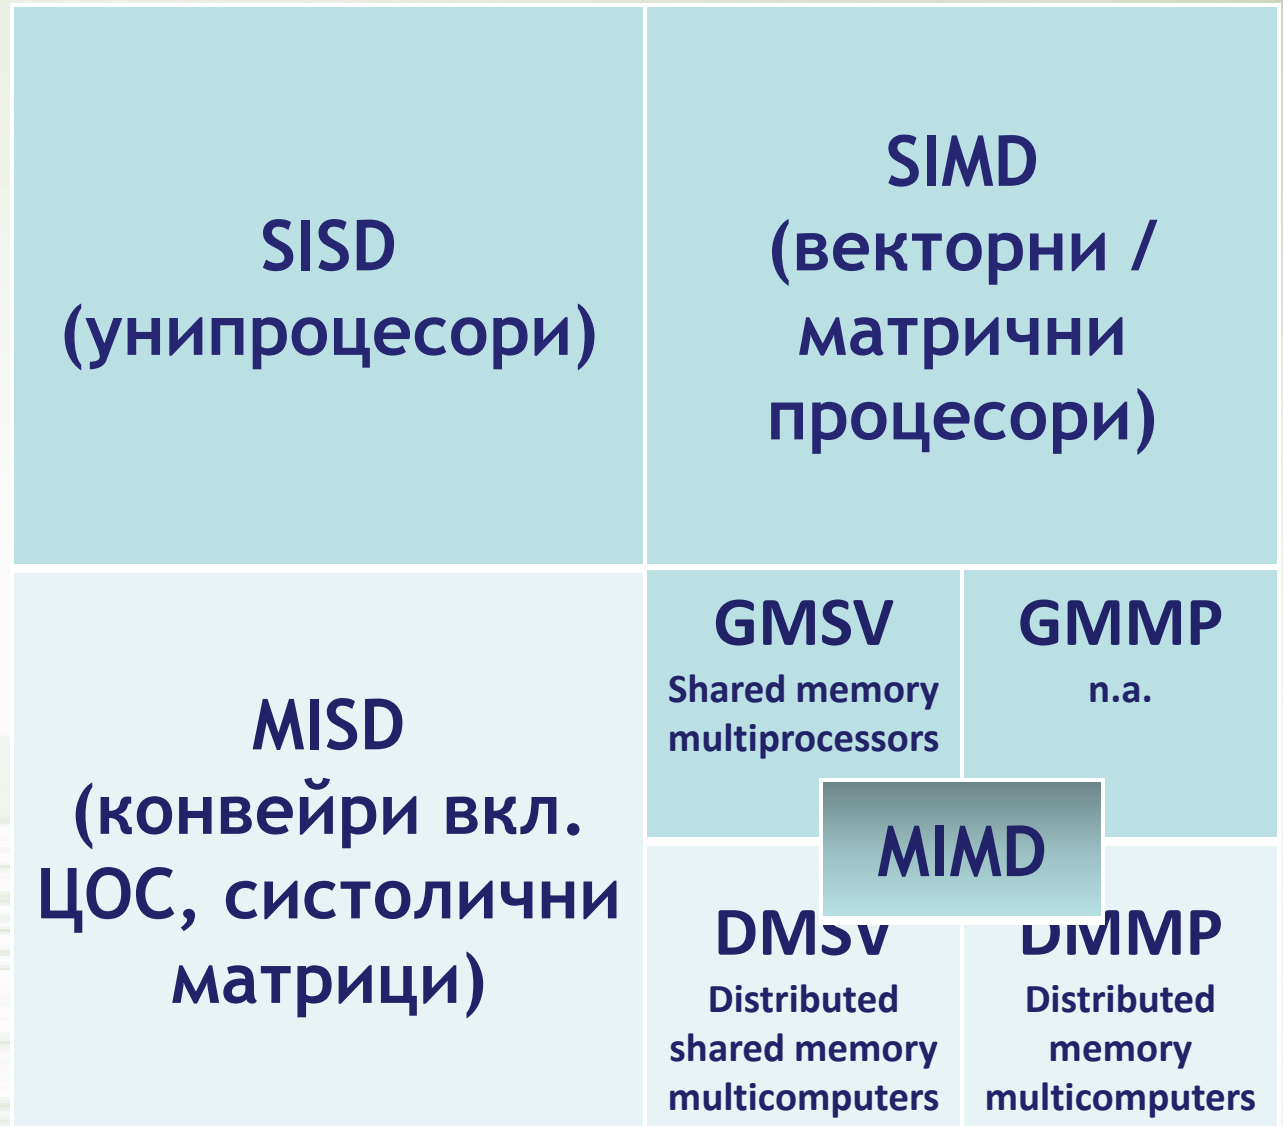 SISD
(унипроцесори)
SIMD
(векторни /
матрични
процесори)
MISD
(конвейри вкл.
ЦОС, систолични
матрици)
GMSV
Shared memory
multiprocessors
GMMP
n.a.
MIMD
DMSV
Distributed
shared memory
multicomputers
DMMP
Distributed
memory
multicomputers